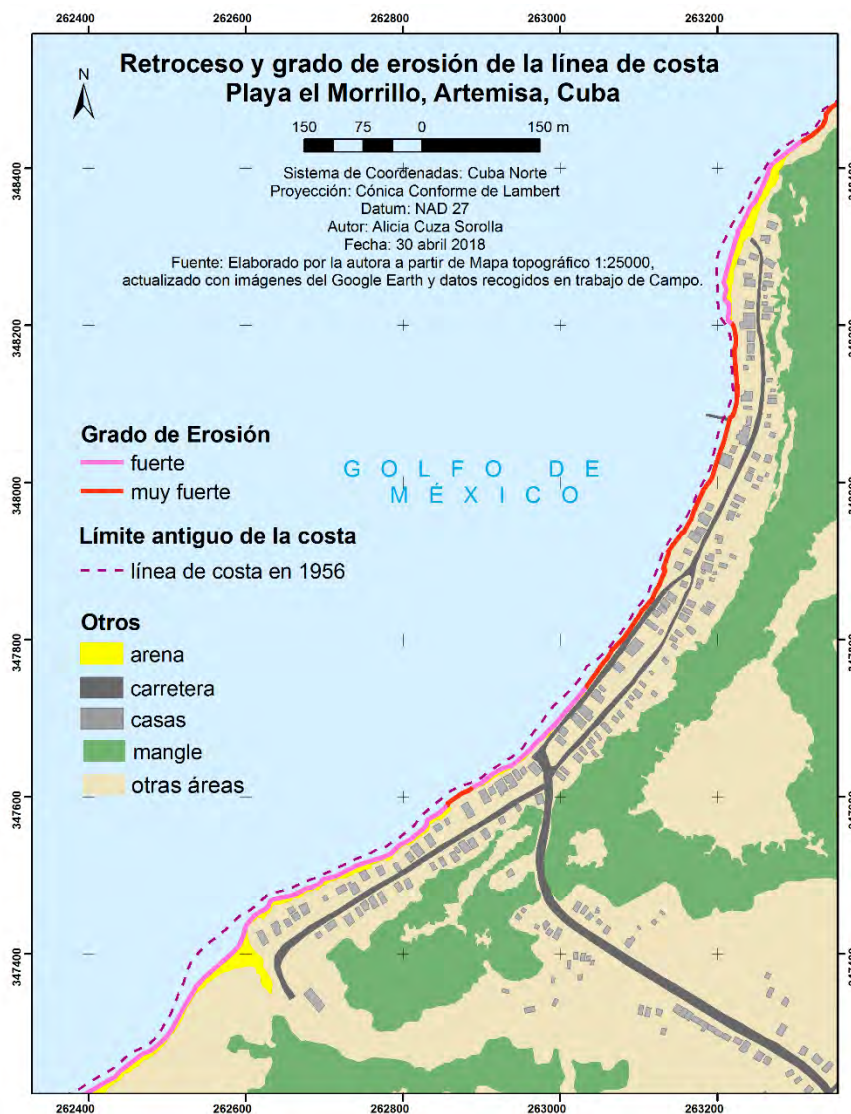 262400 262600 262800 263000 263200
Retroceso y grado de erosión de la línea de costa
Playa el Morrillo, Artemisa, Cuba
N
150 75 0 150 m
Sistema de Coordenadas: Cuba Norte
Proyección: Cónica Conforme de Lambert
Datum: NAD 27
Autor: Alicia Cuza Sorolla
Fecha: 30 abril 2018
Fuente: Elaborado por la autora a partir de Mapa topográfico 1:25000,
actualizado con imágenes del Google Earth y datos recogidos en trabajo de Campo.
348400
348200
348000
347800
347600
347400
GOLFO DE
MÉXICO
Grado de Erosión
fuerte
muy fuerte
Límite antiguo de la costa
línea de costa en 1956
Otros
arena
carretera
casas
mangle
otras áreas
262400 262600 262800 263000 263200